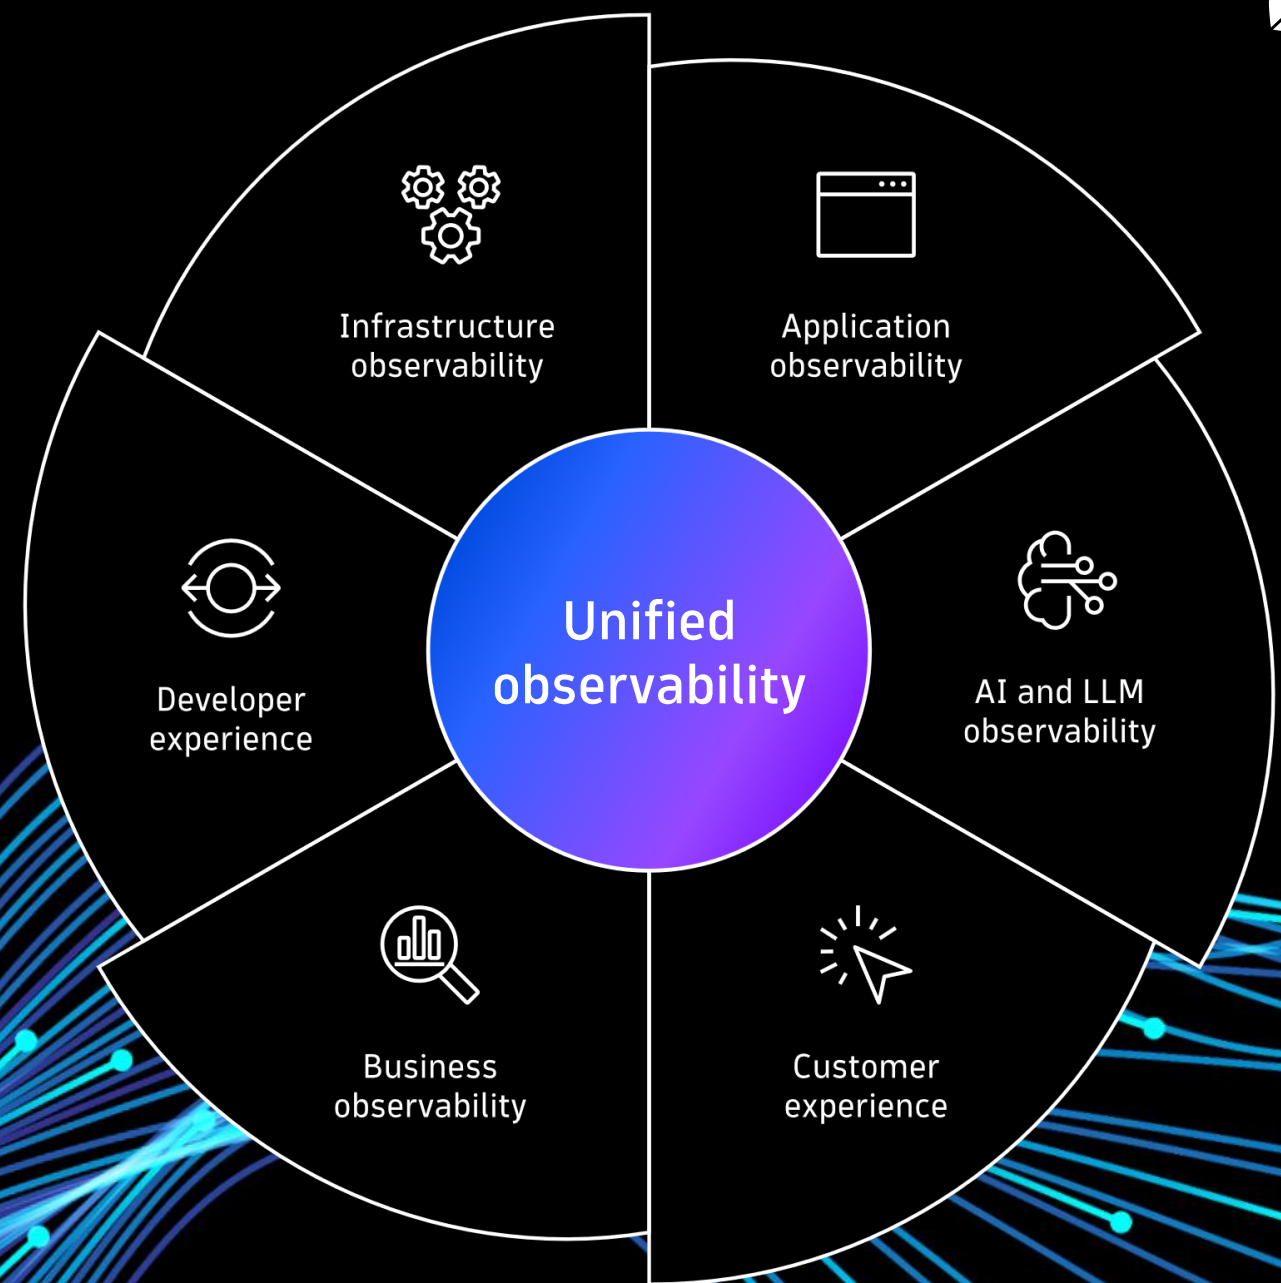 Infrastructure
observability
Application
observability
AI and LLM
observability
Customer
experience
Business
observability
Developer
experience
Unified
observability